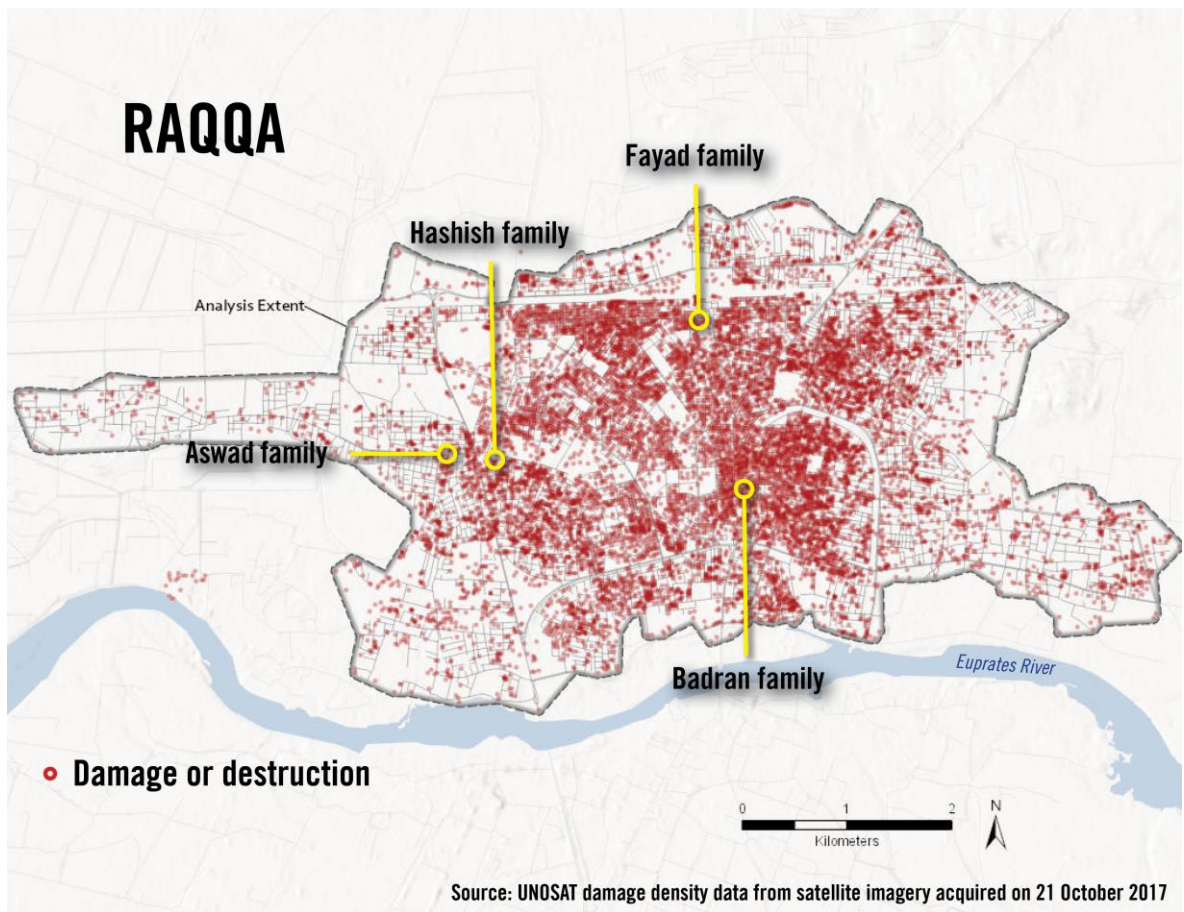 RAQQA
Fayad family
Hashish family
Analysis Extent
Aswad family
Badran family
Euprates River
Damage or destruction
0 1 2
Kilometers
N
Source: UNOSAT damage density data from satellite imagery acquired on 21 October 2017